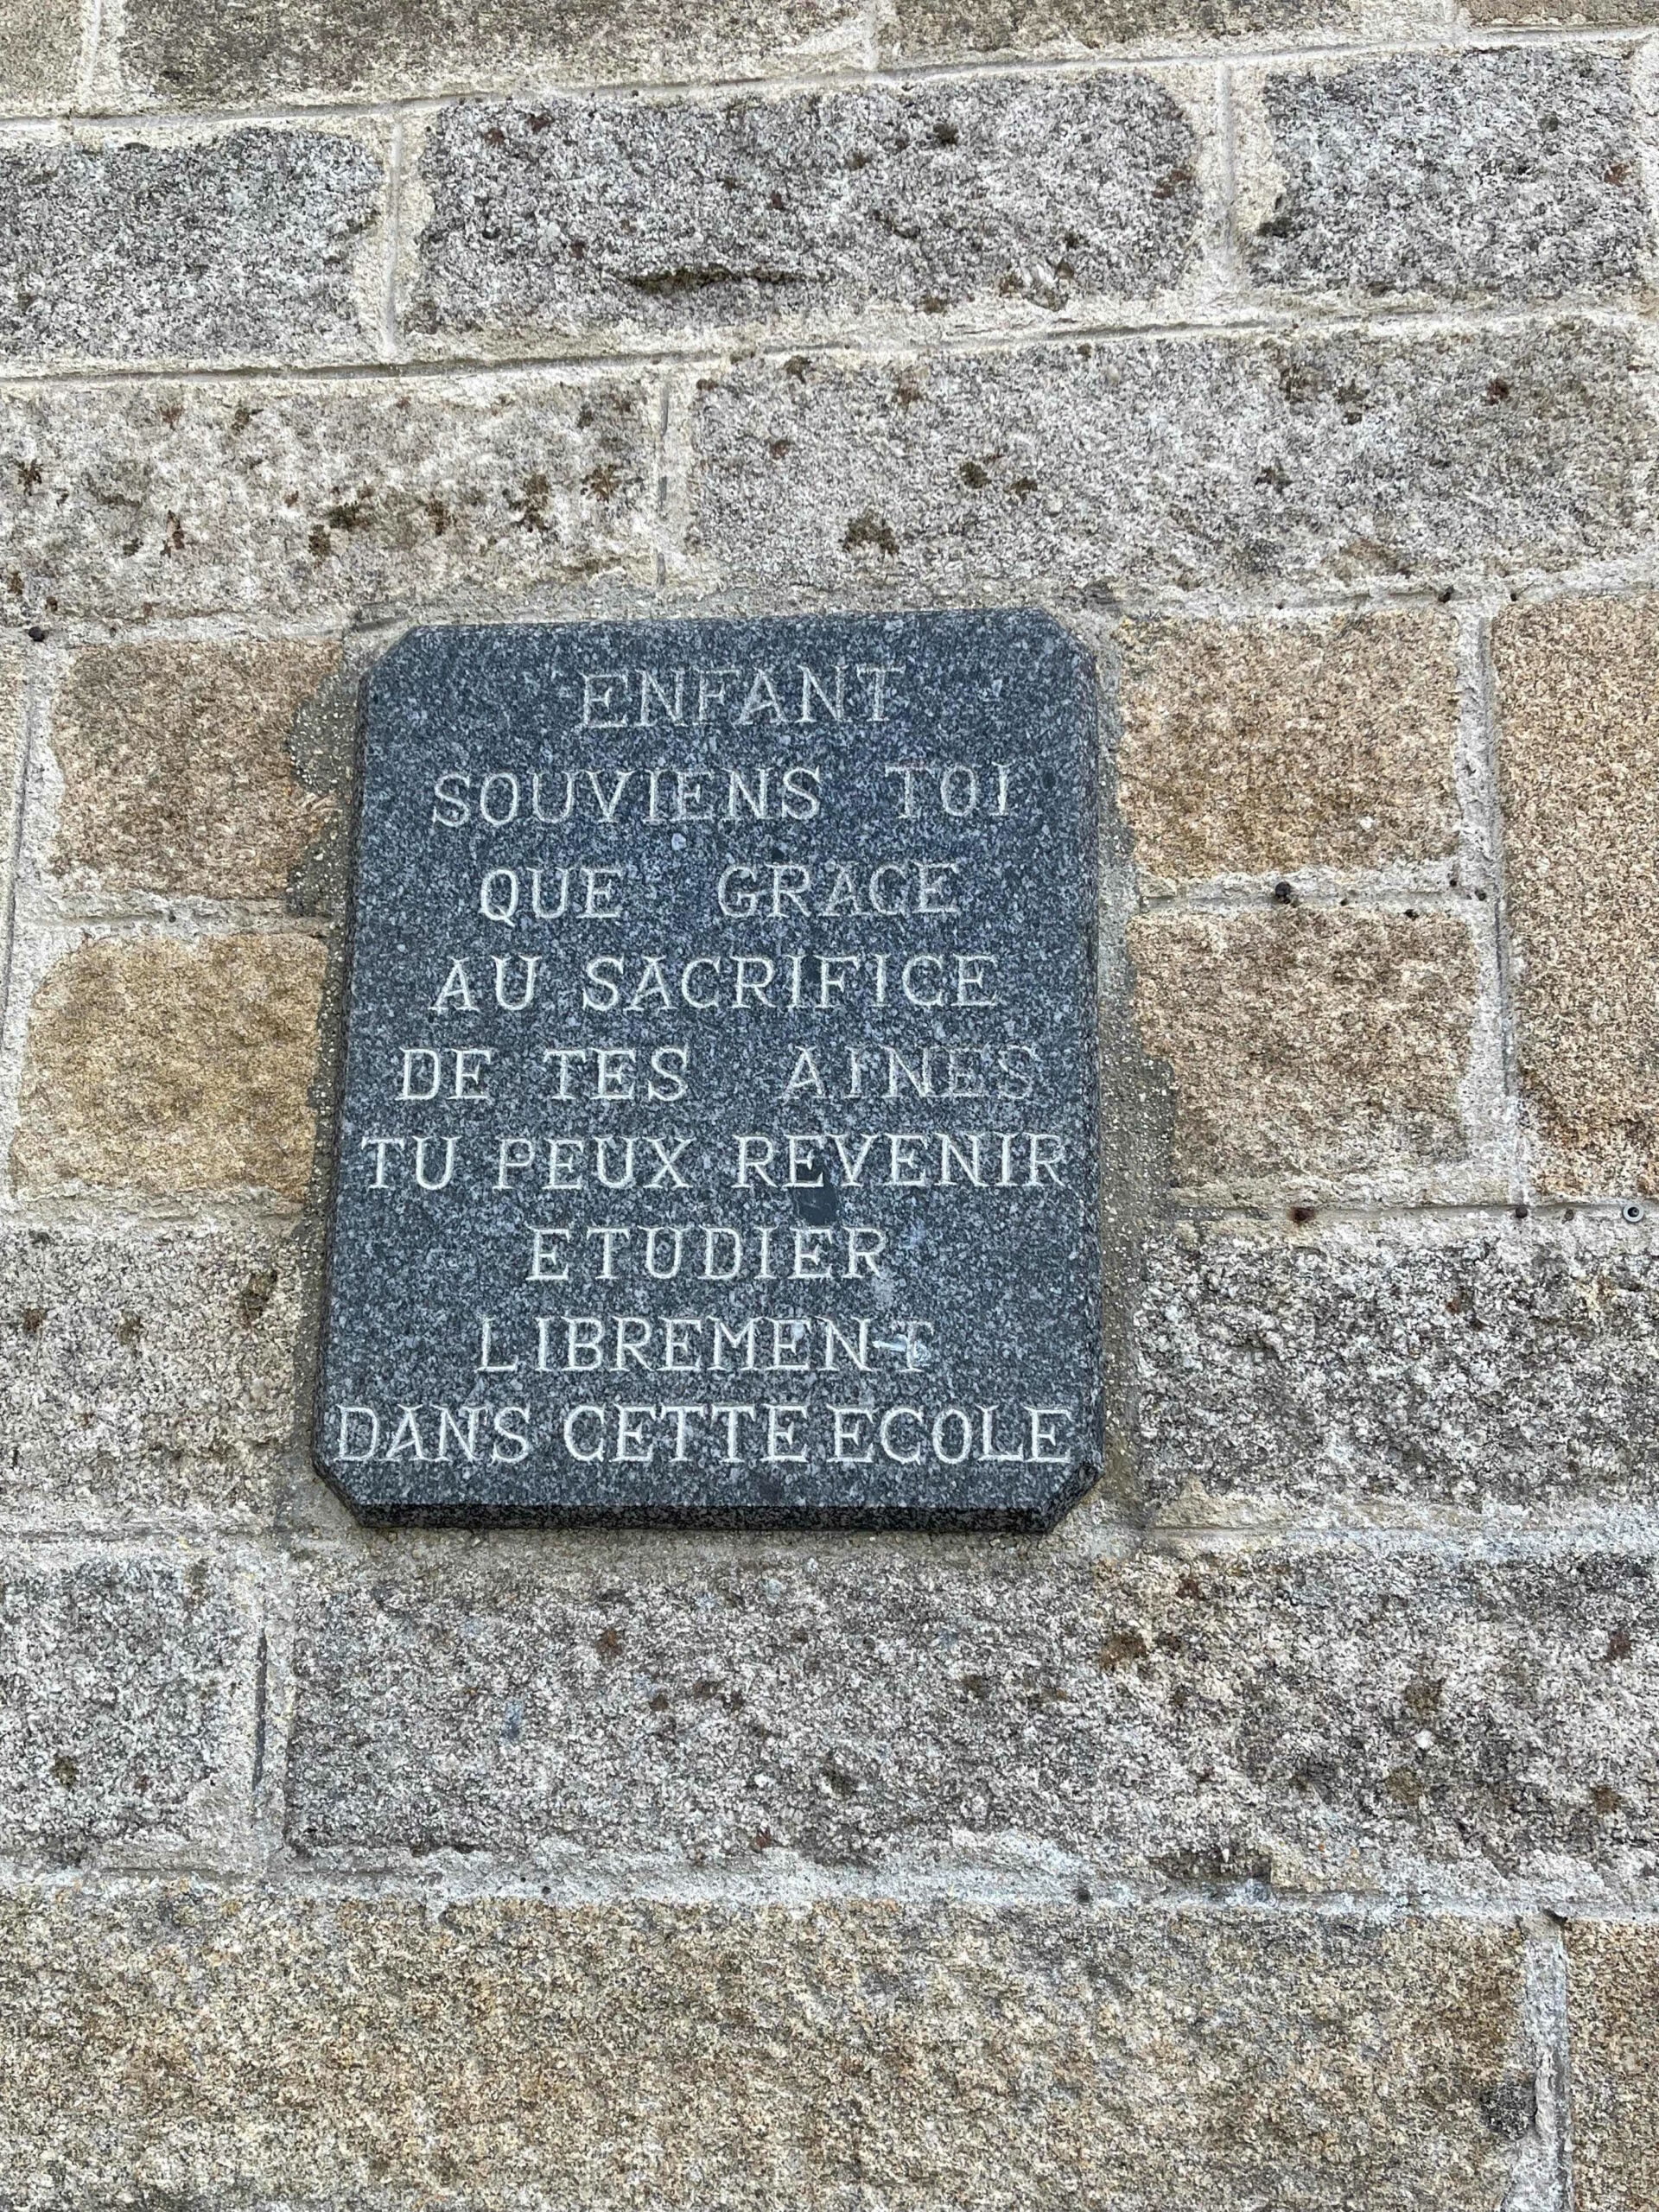 ENFANT
SOUVIENS TOI
QUE GRACE
AU SACRIFICE
DE TES AINES
TU PEUX REVENIR
ETUDIER
LIBREMENT
DANS CETTE ECOLE